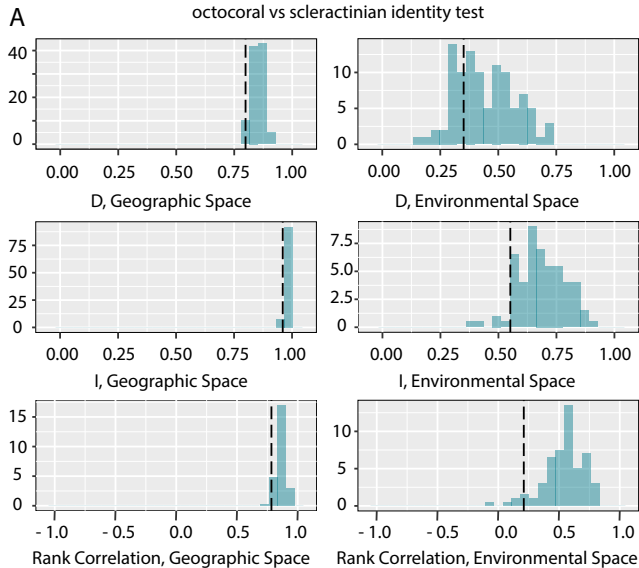 A
octocoral vs scleractinian identity test
40
20
0
0.00 0.25 0.50 0.75 1.00
D, Geographic Space
10
5
0
0.00 0.25 0.50 0.75 1.00
D, Environmental Space
75
50
25
0
0.00 0.25 0.50 0.75 1.00
I, Geographic Space
7.5
5.0
2.5
0
0.00 0.25 0.50 0.75 1.00
I, Environmental Space
15
10
5
0
- 1.0 - 0.5 0.0 0.5 1.0
Rank Correlation, Geographic Space
10
5
0
- 1.0 - 0.5 0.0 0.5 1.0
Rank Correlation, Environmental Space